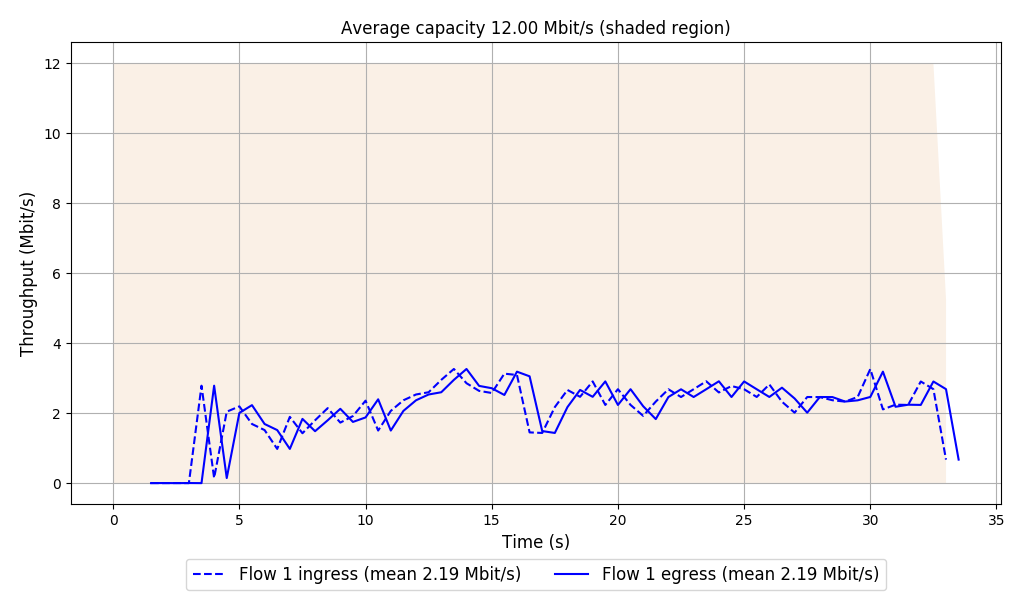 Average capacity 12.00 Mbit/s (shaded region)
12
10
8
6
4
2
0
Throughput (Mbit/s)
0 5 10 15 20 25 30 35
Time (s)
Flow 1 ingress (mean 2.19 Mbit/s) Flow 1 egress (mean 2.19 Mbit/s)